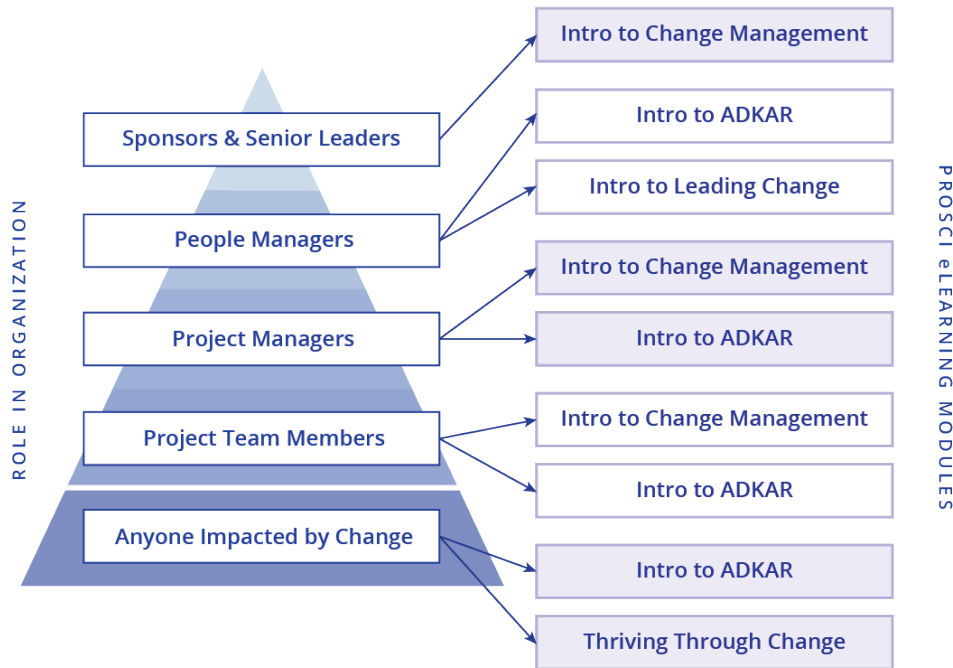 ROLE IN ORGANIZATION
Sponsors & Senior Leaders
People Managers
Project Managers
Project Team Members
Anyone Impacted by Change
Intro to Change Management
Intro to ADKAR
Intro to Leading Change
Intro to Change Management
Intro to ADKAR
Intro to Change Management
Intro to ADKAR
Intro to ADKAR
Thriving Through Change
PROSCI eLEARNING MODULES